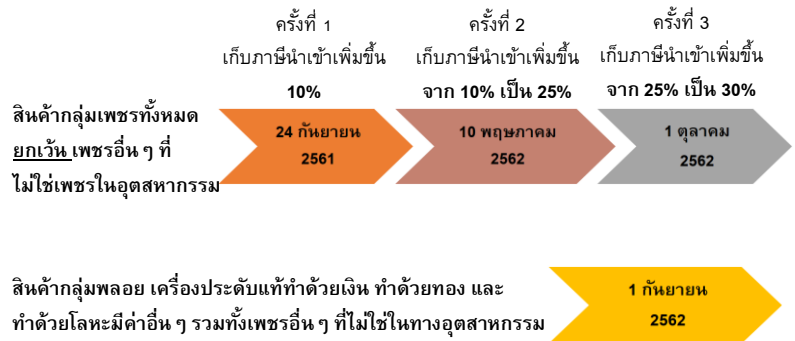 ครั้งที่ 1
เก็บภาษีนำเข้าเพิ่มขึ้น
10%
ครั้งที่ 2
เก็บภาษีนำเข้าเพิ่มขึ้น
จาก 10% เป็น 25%
ครั้งที่ 3
เก็บภาษีนำเข้าเพิ่มขึ้น
จาก 25% เป็น 30%
สินค้ากลุ่มเพชรทั้งหมด
ยกเว้น เพชรอื่น ๆ ที่
ไม่ใช่เพชรในอุตสหากรรม
24 กันยายน
2561
10 พฤษภาคม
2562
1 ตุลาคม
2562
สินค้ากลุ่มพลอย เครื่องประดับแท้ทำด้วยเงิน ทำด้วยทอง และ
ทำด้วยโลหะมีค่าอื่น ๆ รวมทั้งเพชรอื่น ๆ ที่ไม่ใช่ในทางอุตสาหกรรม
1 กันยายน
2562